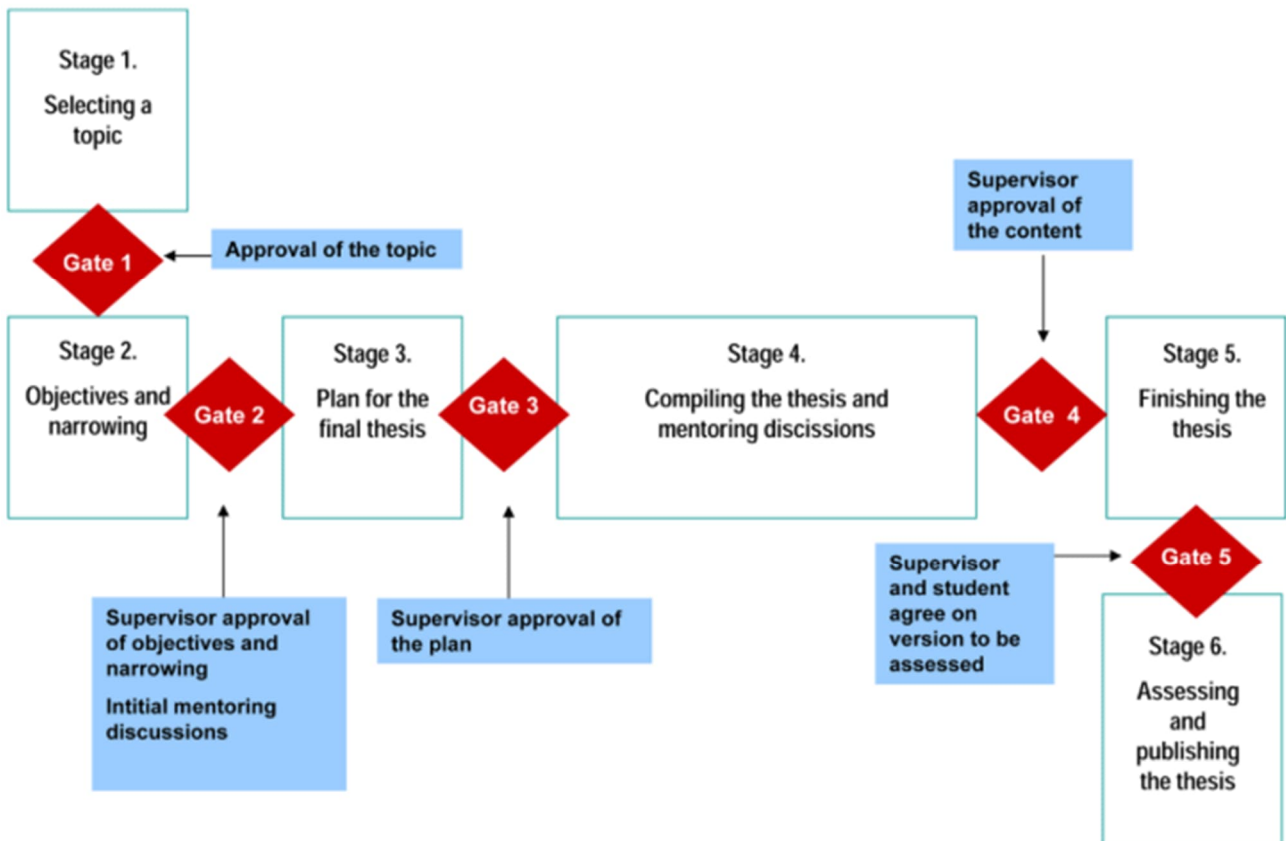 Stage 1.
Selecting a
topic
Gate 1
Approval of the topic
Stage 2.
Objectives and
narrowing
Gate 2
Supervisor approval
of objectives and
narrowing
Intitial mentoring
discussions
Stage 3.
Plan for the
final thesis
Gate 3
Supervisor approval of
the plan
Stage 4.
Compiling the thesis and
mentoring discissions
Supervisor
approval of
the content
Gate 4
Stage 5.
Finishing the
thesis
Supervisor
and student
agree on
version to be
assessed
Gate 5
Stage 6.
Assessing
and
publishing
the thesis